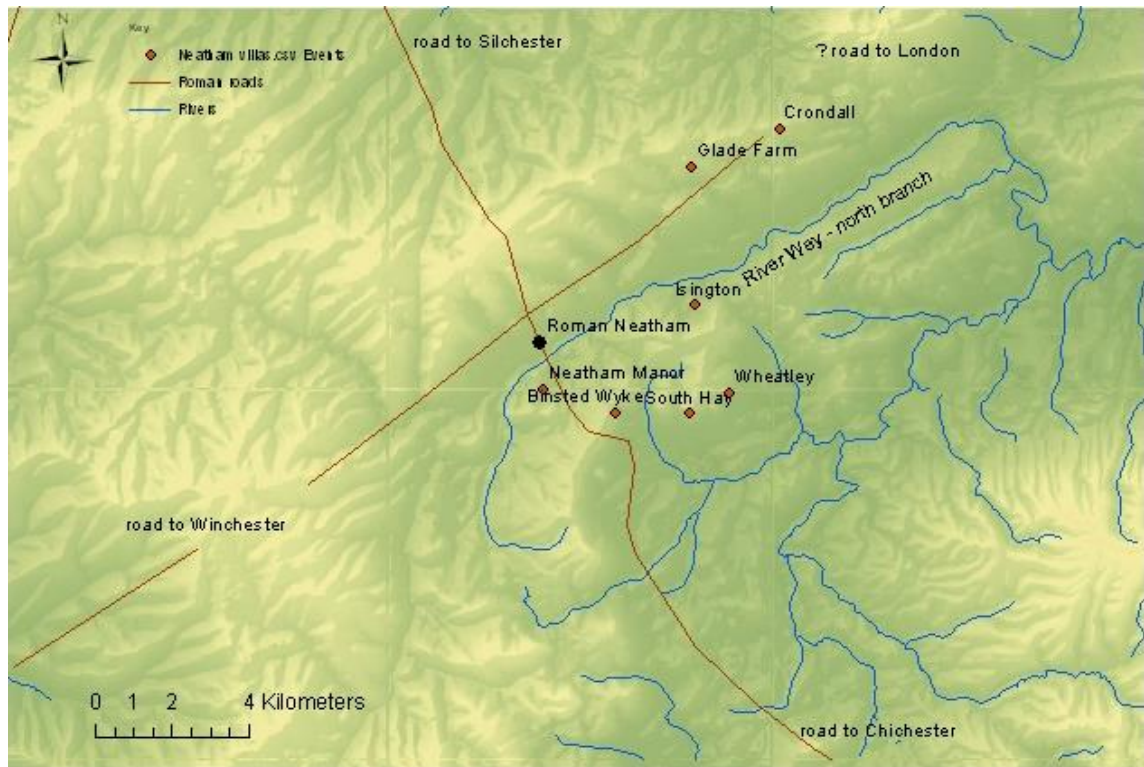 N
Key
Neatham villas.csv Events
Roman roads
Rivers
road to Silchester
? road to London
Crondall
Glade Farm
River Way - north branch
Isington
Roman Neatham
Neatham Manor
Wheatley
Binsted Wyke
South Hay
road to Winchester
0 1 2 4 Kilometers
road to Chichester